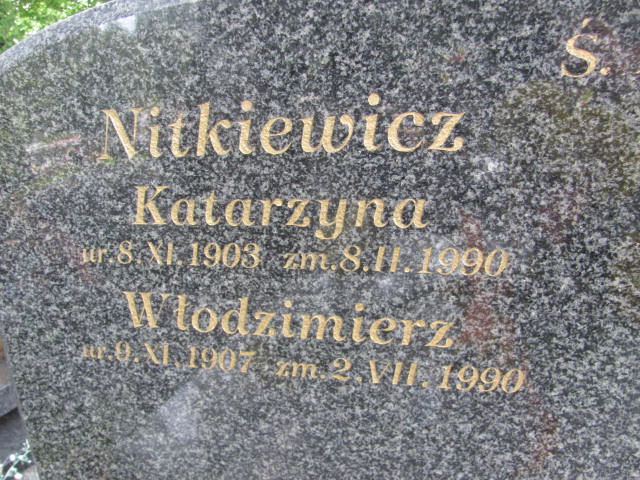 Ś.
Nitkiewicz
Katarzyna
ur.8.XI.1903 zm.8.II.1990
Włodzimierz
ur.9.XI.1907 zm.2.VII.1990